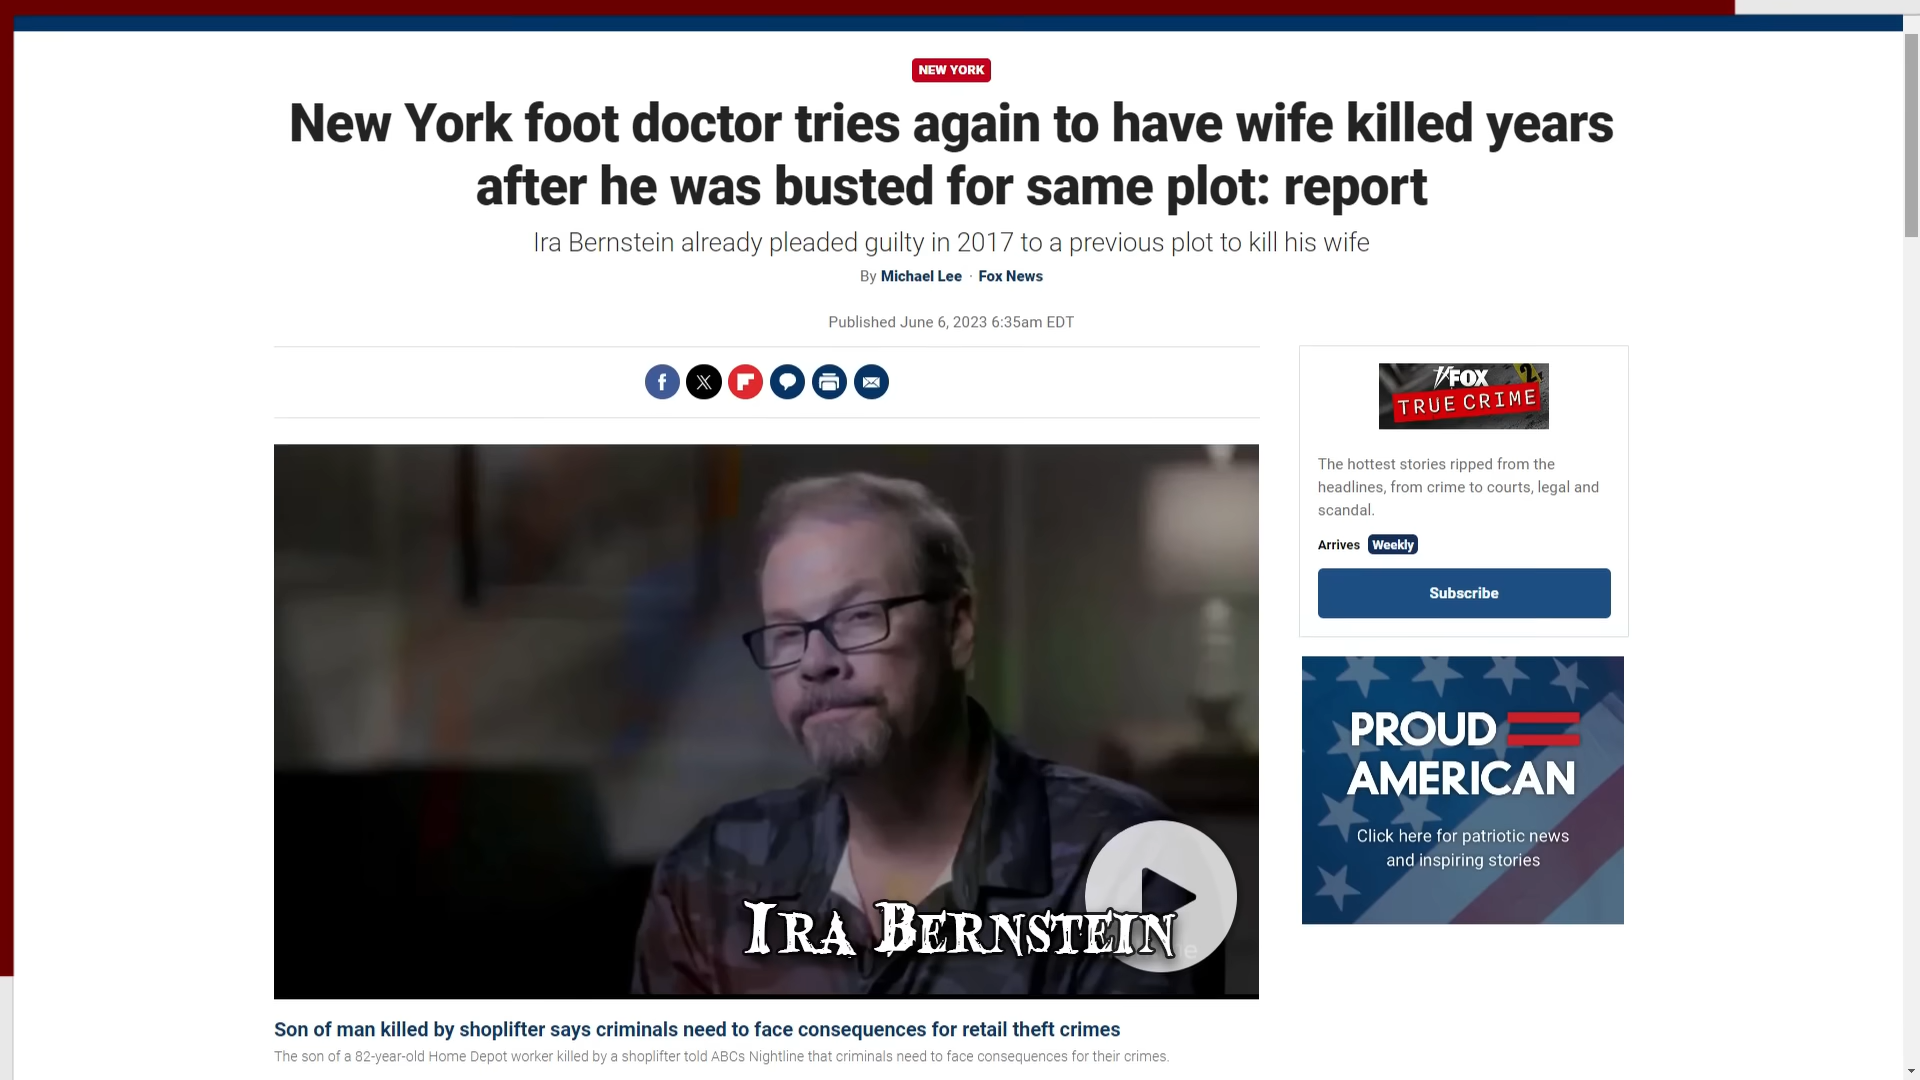 NEW YORK
New York foot doctor tries again to have wife killed years
after he was busted for same plot: report
Ira Bernstein already pleaded guilty in 2017 to a previous plot to kill his wife
By Michael Lee · Fox News
Published June 6, 2023 6:35am EDT
FOX
TRUE CRIME
The hottest stories ripped from the
headlines, from crime to courts, legal and
scandal.
Arrives Weekly
Subscribe
PROUD
AMERICAN
Click here for patriotic news
and inspiring stories
IRA BERNSTEIN
Son of man killed by shoplifter says criminals need to face consequences for retail theft crimes
The son of a 82-year-old Home Depot worker killed by a shoplifter told ABCs Nightline that criminals need to face consequences for their crimes.